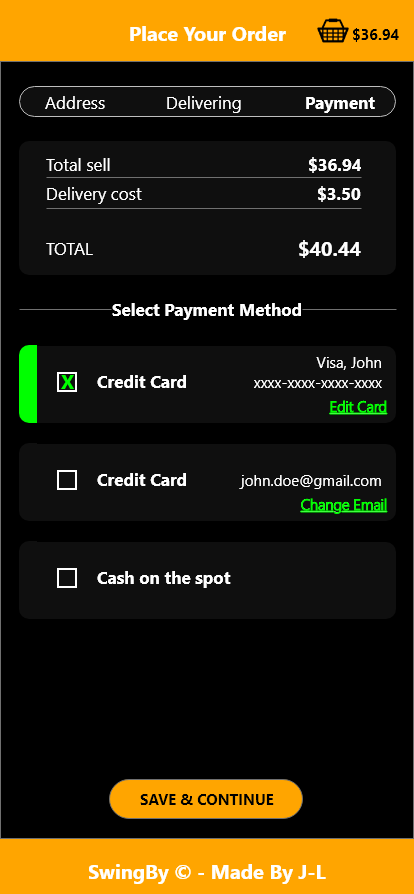 Place Your Order
$36.94
Address Delivering Payment
Total sell $36.94
Delivery cost $3.50
TOTAL $40.44
Select Payment Method
Visa, John
X Credit Card xxxx-xxxx-xxxx-xxxx
Edit Card
Credit Card john.doe@gmail.com
Change Email
Cash on the spot
SAVE & CONTINUE
SwingBy © - Made By J-L